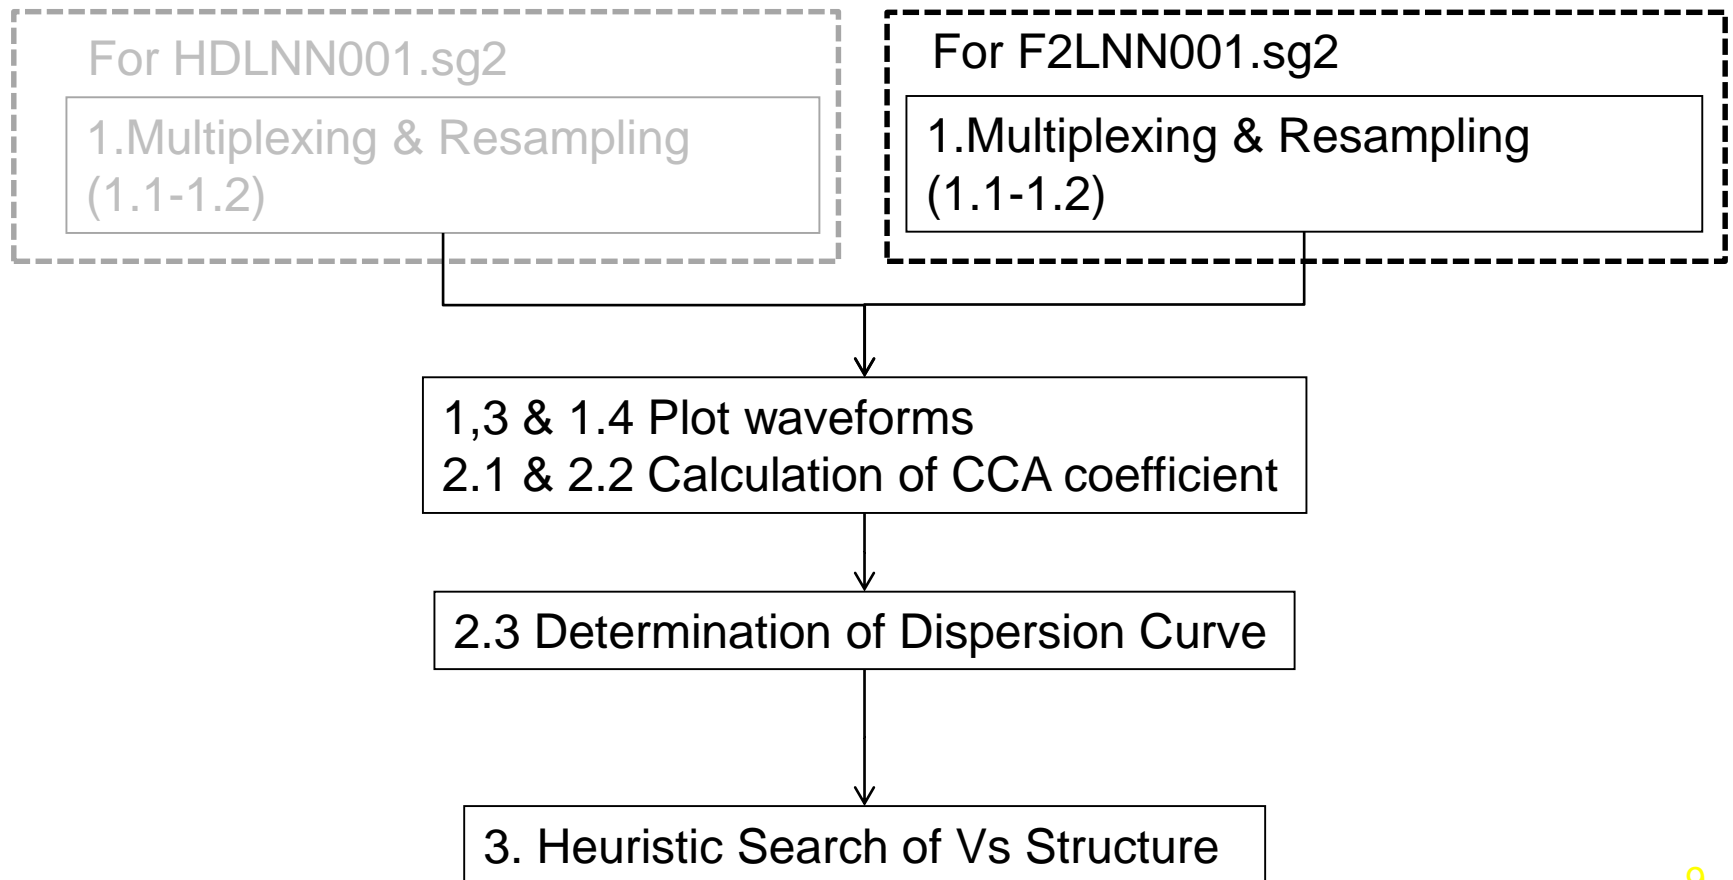 For HDLNN001.sg2
1.Multiplexing & Resampling
(1.1-1.2)
For F2LNN001.sg2
1.Multiplexing & Resampling
(1.1-1.2)
1,3 & 1.4 Plot waveforms
2.1 & 2.2 Calculation of CCA coefficient
2.3 Determination of Dispersion Curve
3. Heuristic Search of Vs Structure